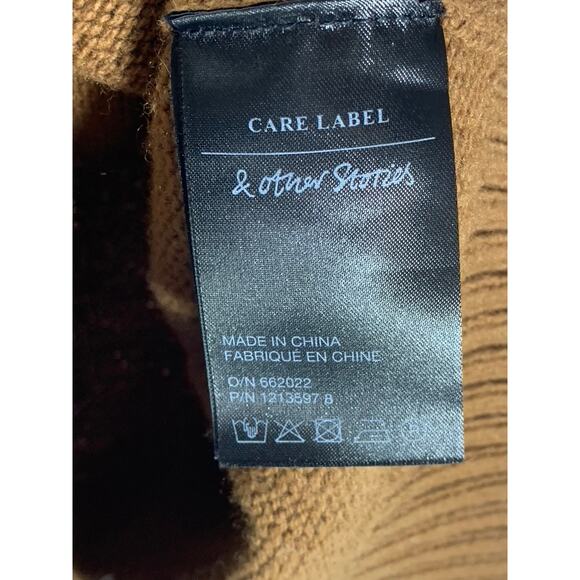 CARE LABEL
& other Stories
MADE IN CHINA
FABRIQUÉ EN CHINE
O/N 662022
P/N 1213597 8